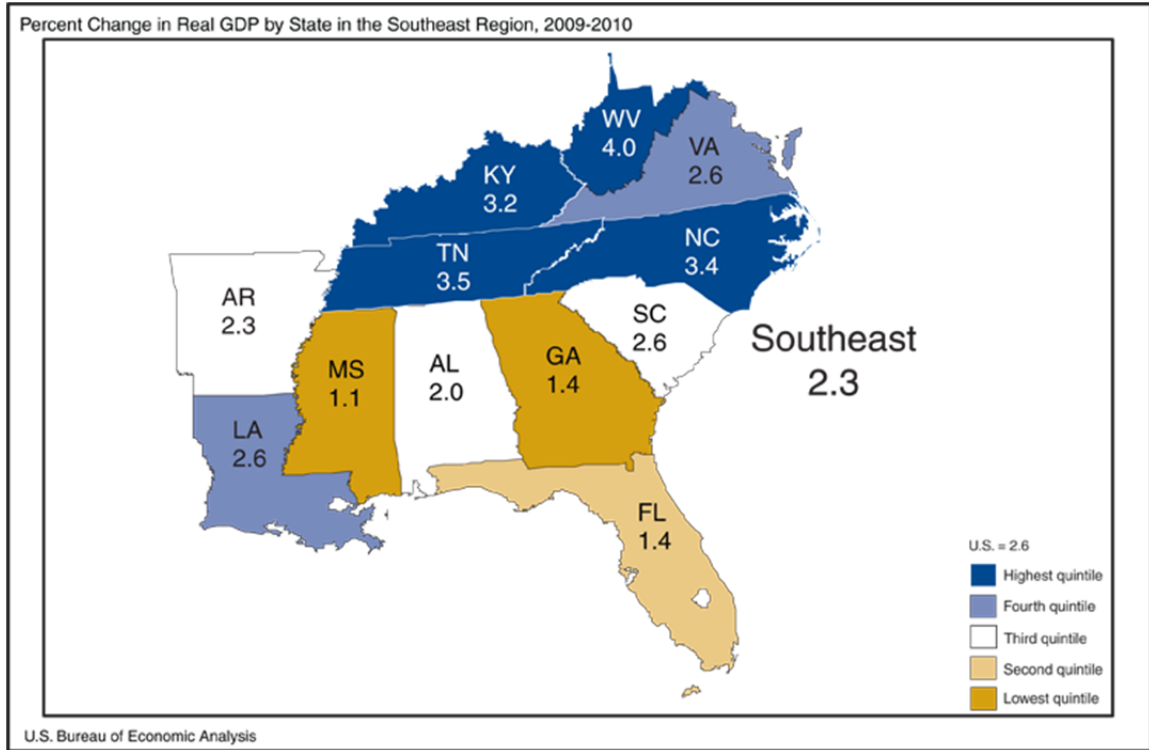 Percent Change in Real GDP by State in the Southeast Region, 2009-2010
WV
4.0
VA
2.6
KY
3.2
TN
3.5
NC
3.4
AR
2.3
SC
2.6
MS
1.1
AL
2.0
GA
1.4
Southeast
2.3
LA
2.6
FL
1.4
U.S. = 2.6
Highest quintile
Fourth quintile
Third quintile
Second quintile
Lowest quintile
U.S. Bureau of Economic Analysis